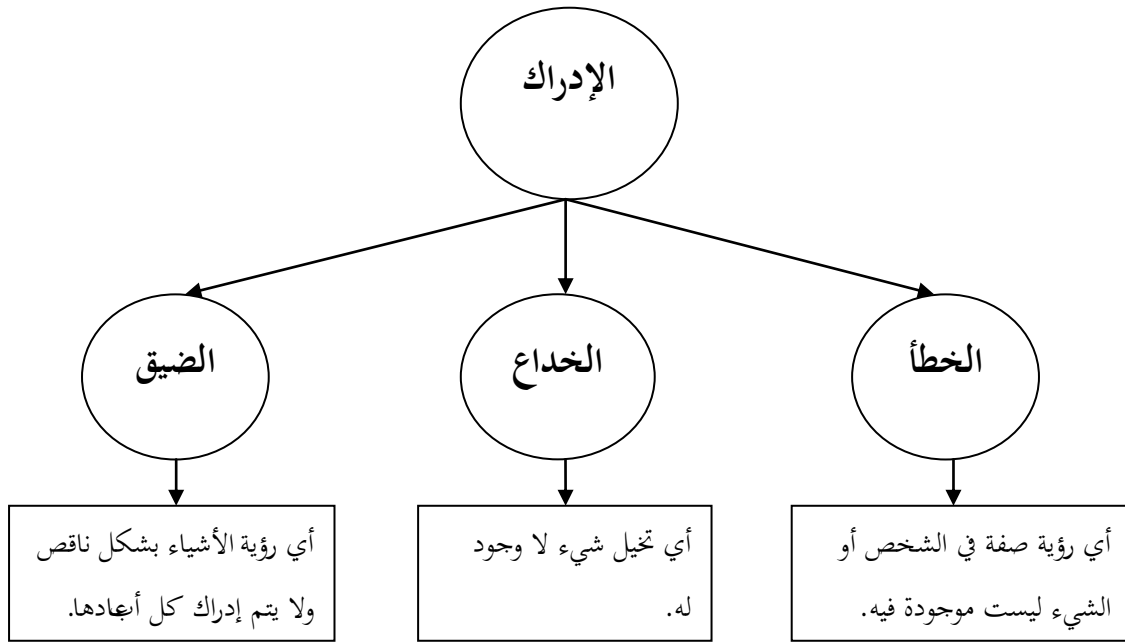 الإدراك
الخطأ
الخداع
الضيق
أي رؤية صفة في الشخص أو
الشيء ليست موجودة فيه.
أي تخيل شيء لا وجود
له.
أي رؤية الأشياء بشكل ناقص
ولا يتم إدراك كل أبعادها.